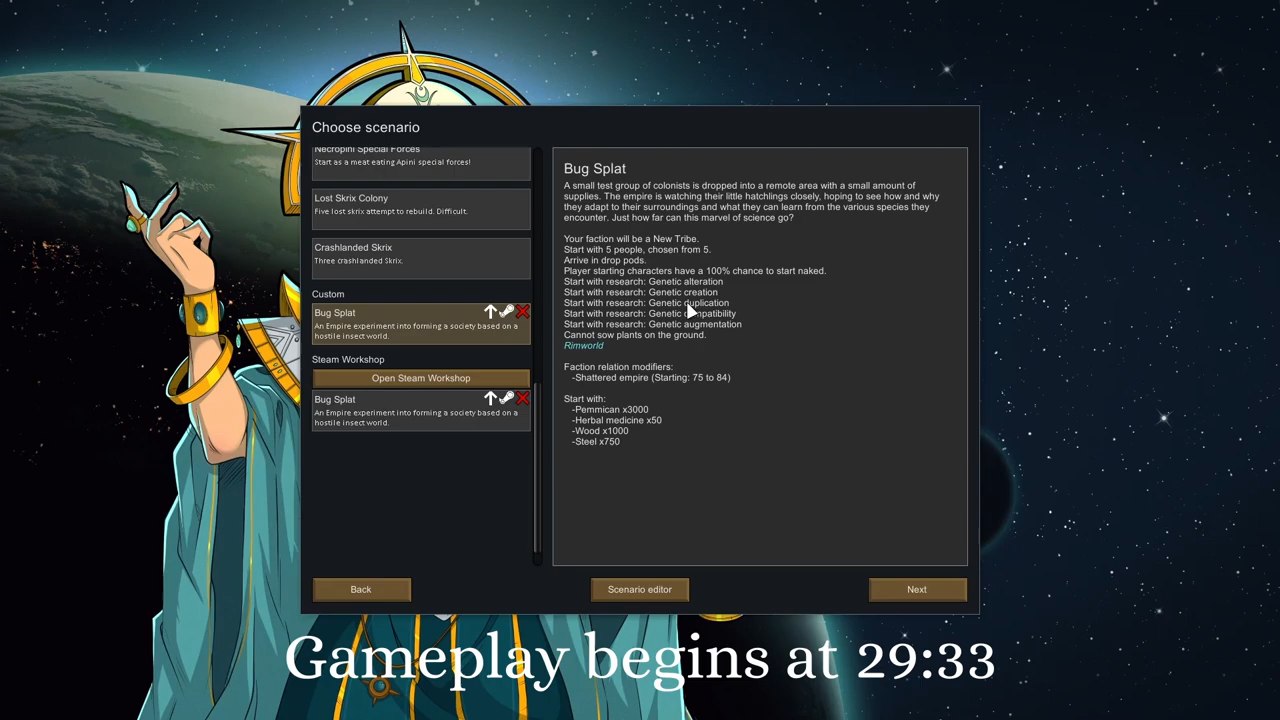 Choose scenario
Necropini Special Forces
Start as a meat eating Apini special forces!
Lost Skrix Colony
Five lost skrix attempt to rebuild. Difficult.
Crashlanded Skrix
Three crashlanded Skrix.
Custom
Bug Splat
An Empire experiment into forming a society based on a
hostile insect world.
Steam Workshop
Open Steam Workshop
Bug Splat
An Empire experiment into forming a society based on a
hostile insect world.
Bug Splat
A small test group of colonists is dropped into a remote area with a small amount of
supplies. The empire is watching their little hatchlings closely, hoping to see how and why
they adapt to their surroundings and what they can learn from the various species they
encounter. Just how far can this marvel of science go?
Your faction will be a New Tribe.
Start with 5 people, chosen from 5.
Arrive in drop pods.
Player starting characters have a 100% chance to start naked.
Start with research: Genetic alteration
Start with research: Genetic creation
Start with research: Genetic duplication
Start with research: Genetic compatibility
Start with research: Genetic augmentation
Cannot sow plants on the ground.
Rimworld
Faction relation modifiers:
-Shattered empire (Starting: 75 to 84)
Start with:
-Pemmican x3000
-Herbal medicine x50
-Wood x1000
-Steel x750
Back
Scenario editor
Next
Gameplay begins at 29:33